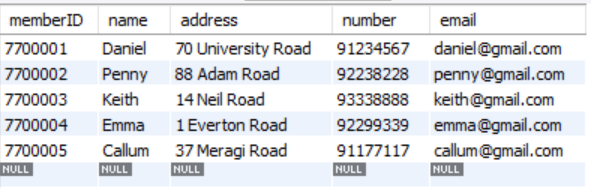 memberID name address number email
7700001 Daniel 70 University Road 91234567 daniel@gmail.com
7700002 Penny 88 Adam Road 92238228 penny@gmail.com
7700003 Keith 14 Neil Road 93338888 keith@gmail.com
7700004 Emma 1 Everton Road 92299339 emma@gmail.com
7700005 Callum 37 Meragi Road 91177117 callum@gmail.com
NULL NULL NULL NULL NULL